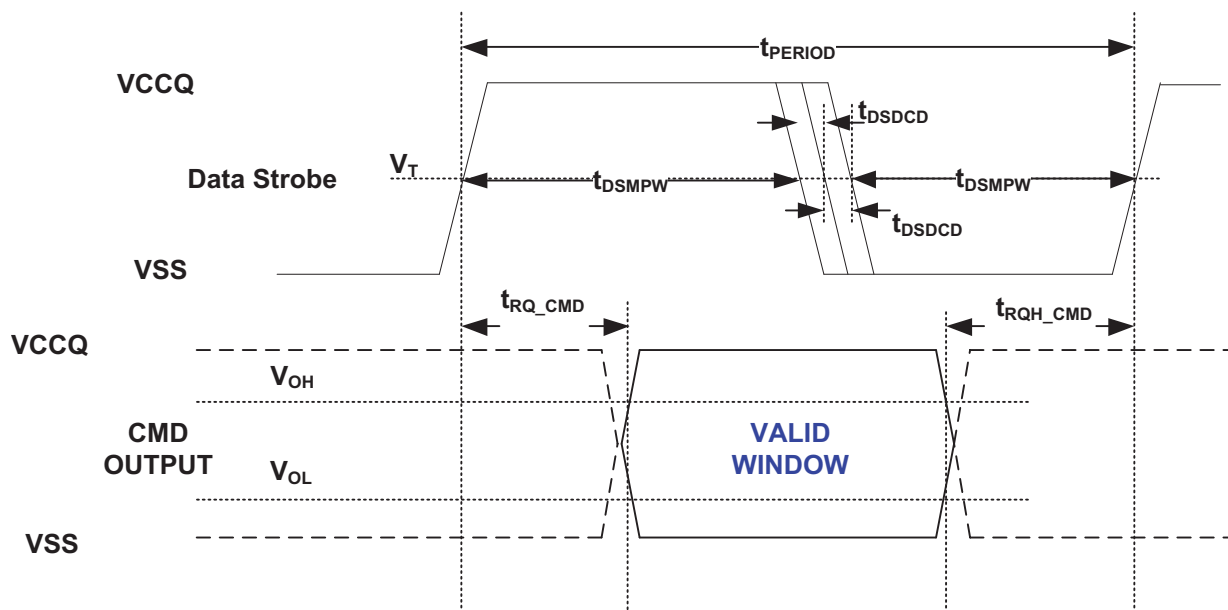 tPERIOD
VCCQ
tDSDCD
VT
Data Strobe
tDSMPW
tDSMPW
tDSDCD
VSS
tRQ_CMD
tRQH_CMD
VCCQ
VOH
CMD
OUTPUT
VALID
WINDOW
VOL
VSS